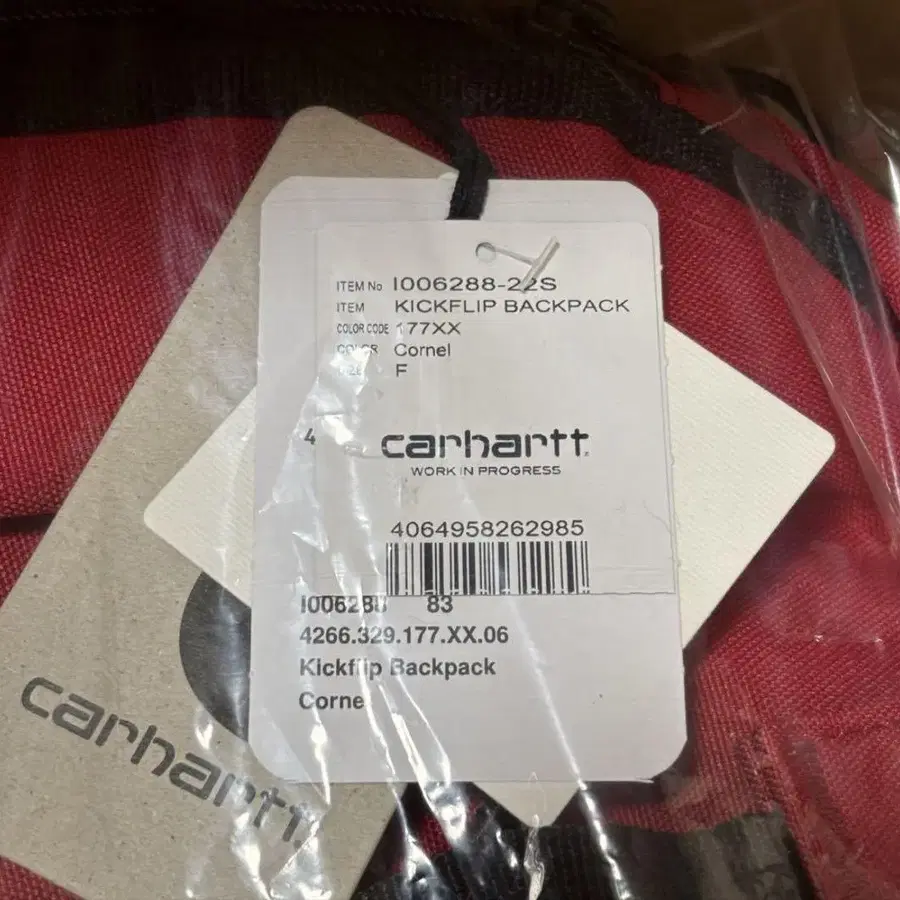 ITEM No I006288-22S
ITEM KICKFLIP BACKPACK
COLOR CODE 177XX
COLOR Cornel
F
4
carhartt.
WORK IN PROGRESS
4064958262985
I006288 83
4266.329.177.XX.06
Kickflip Backpack
Cornel
carhartt